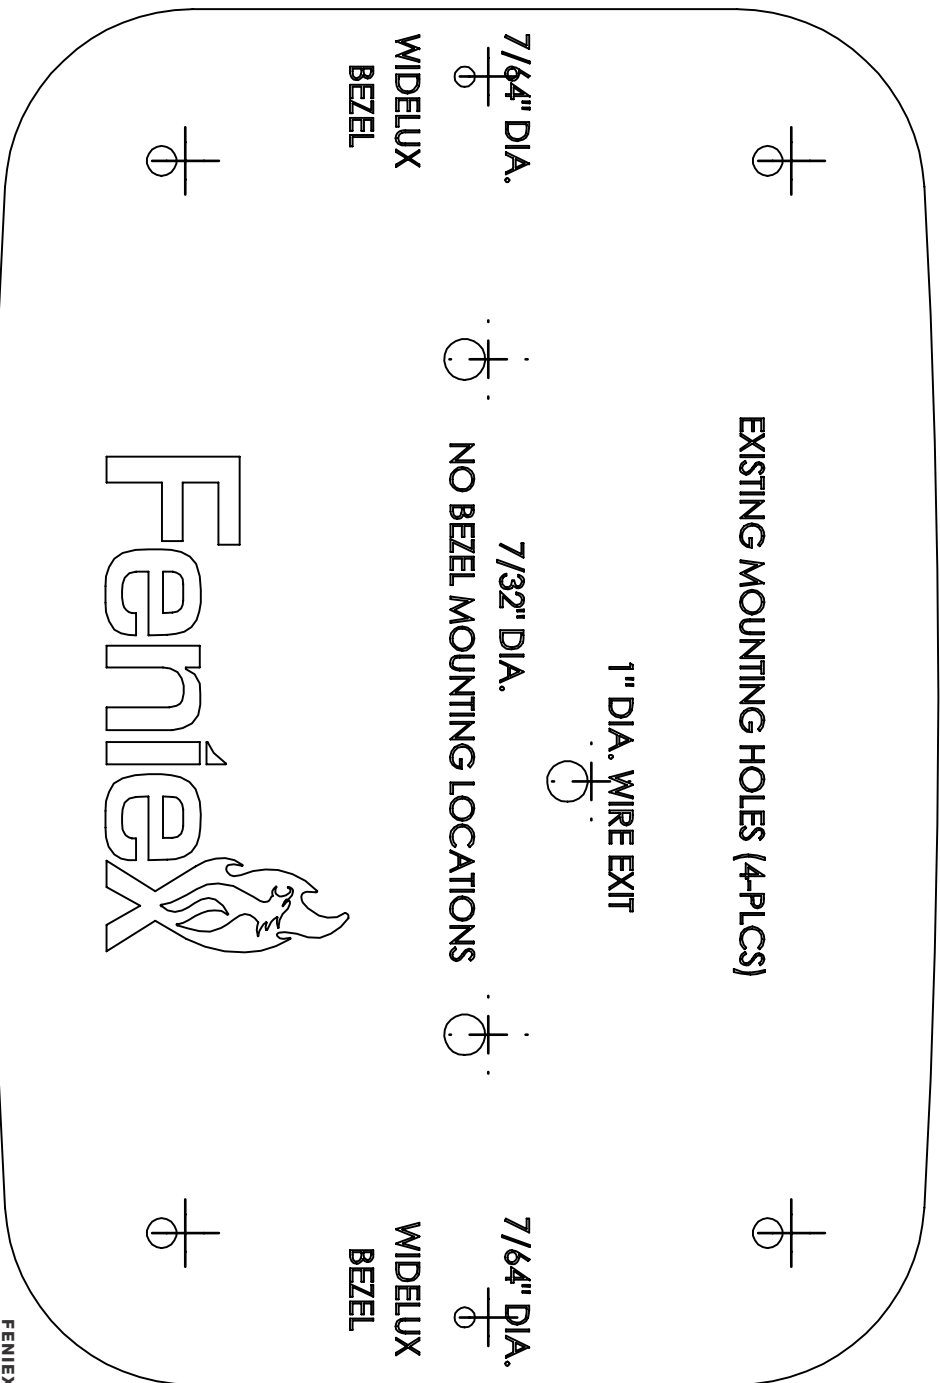 EXISTING MOUNTING HOLES (4-PLCS)
1" DIA. WIRE EXIT
7/64" DIA.
7/32" DIA.
7/64" DIA.
NO BEZEL MOUNTING LOCATIONS
WIDELUX
BEZEL
WIDELUX
BEZEL
Feniex
FENIEX